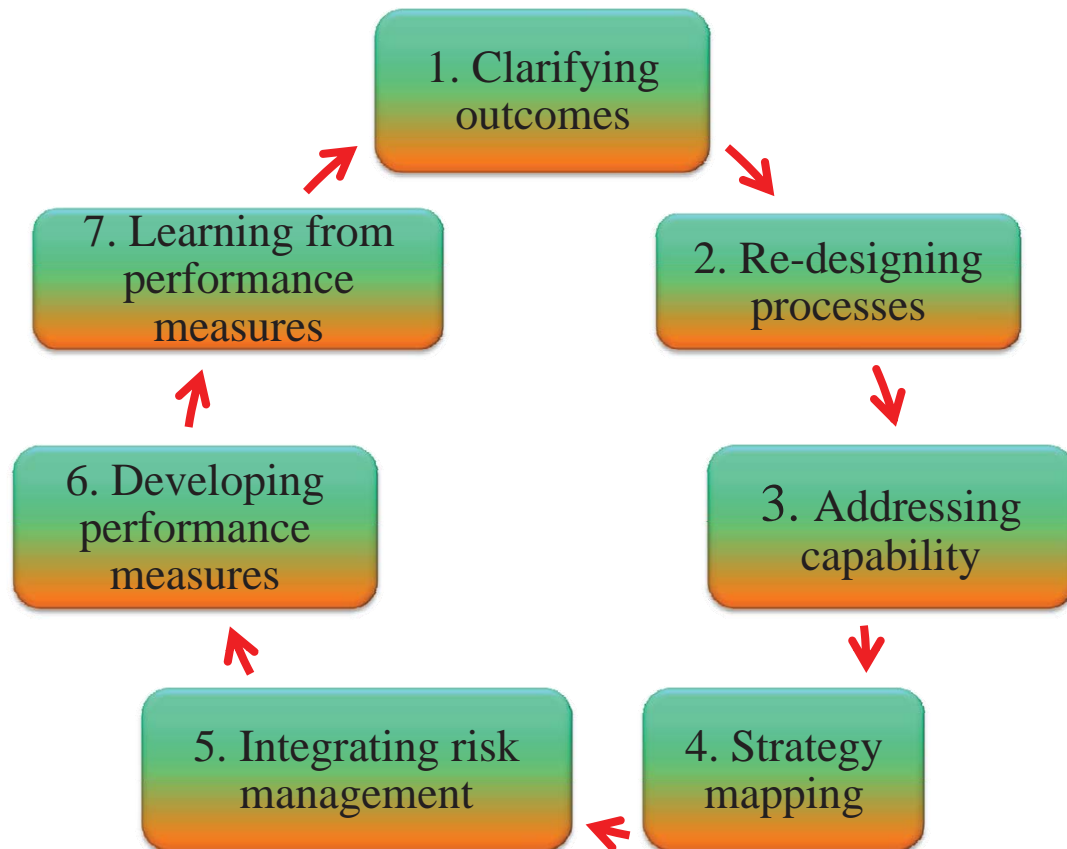 1. Clarifying
outcomes
2. Re-designing
processes
3. Addressing
capability
4. Strategy
mapping
5. Integrating risk
management
6. Developing
performance
measures
7. Learning from
performance
measures